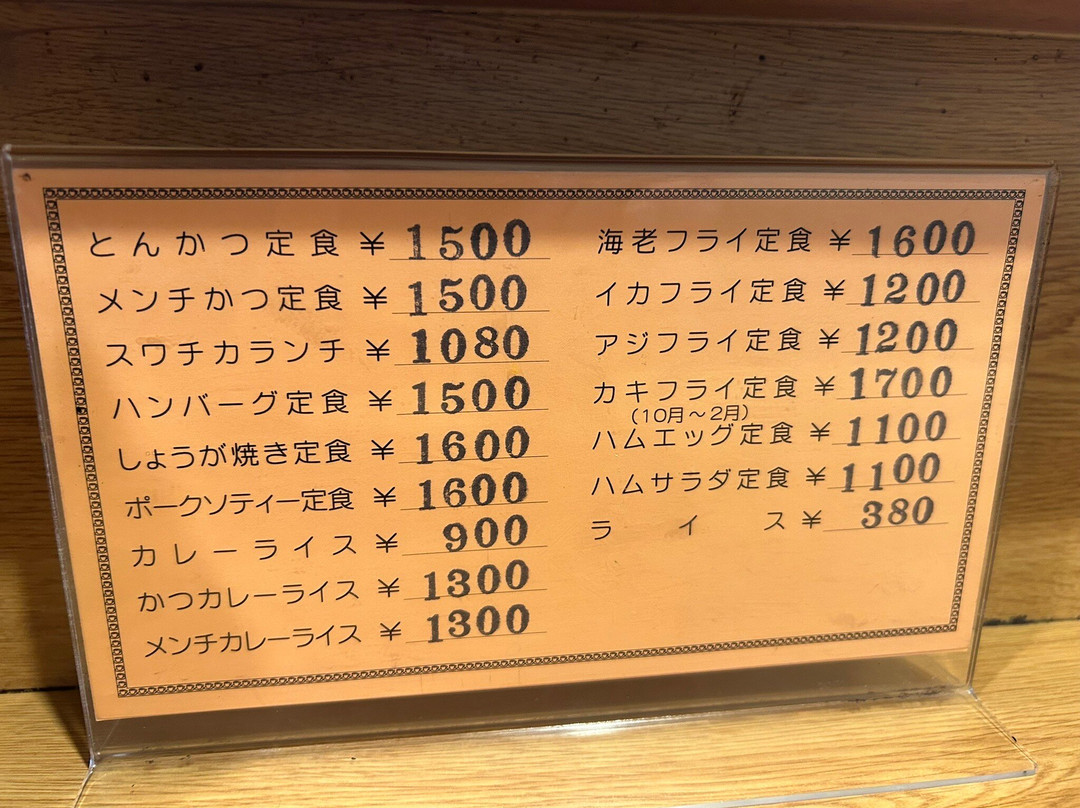 とんかつ定食 ¥ 1500
メンチかつ定食 ¥ 1500
スワチカランチ ¥ 1080
ハンバーグ定食 ¥ 1500
しょうが焼き定食 ¥ 1600
ポークソティー定食 ¥ 1600
カレーライス ¥ 900
かつカレーライス ¥ 1300
メンチカレーライス ¥ 1300
海老フライ定食 ¥ 1600
イカフライ定食 ¥ 1200
アジフライ定食 ¥ 1200
カキフライ定食 ¥ 1700
(10月～2月)
ハムエッグ定食 ¥ 1100
ハムサラダ定食 ¥ 1100
ライス ¥ 380